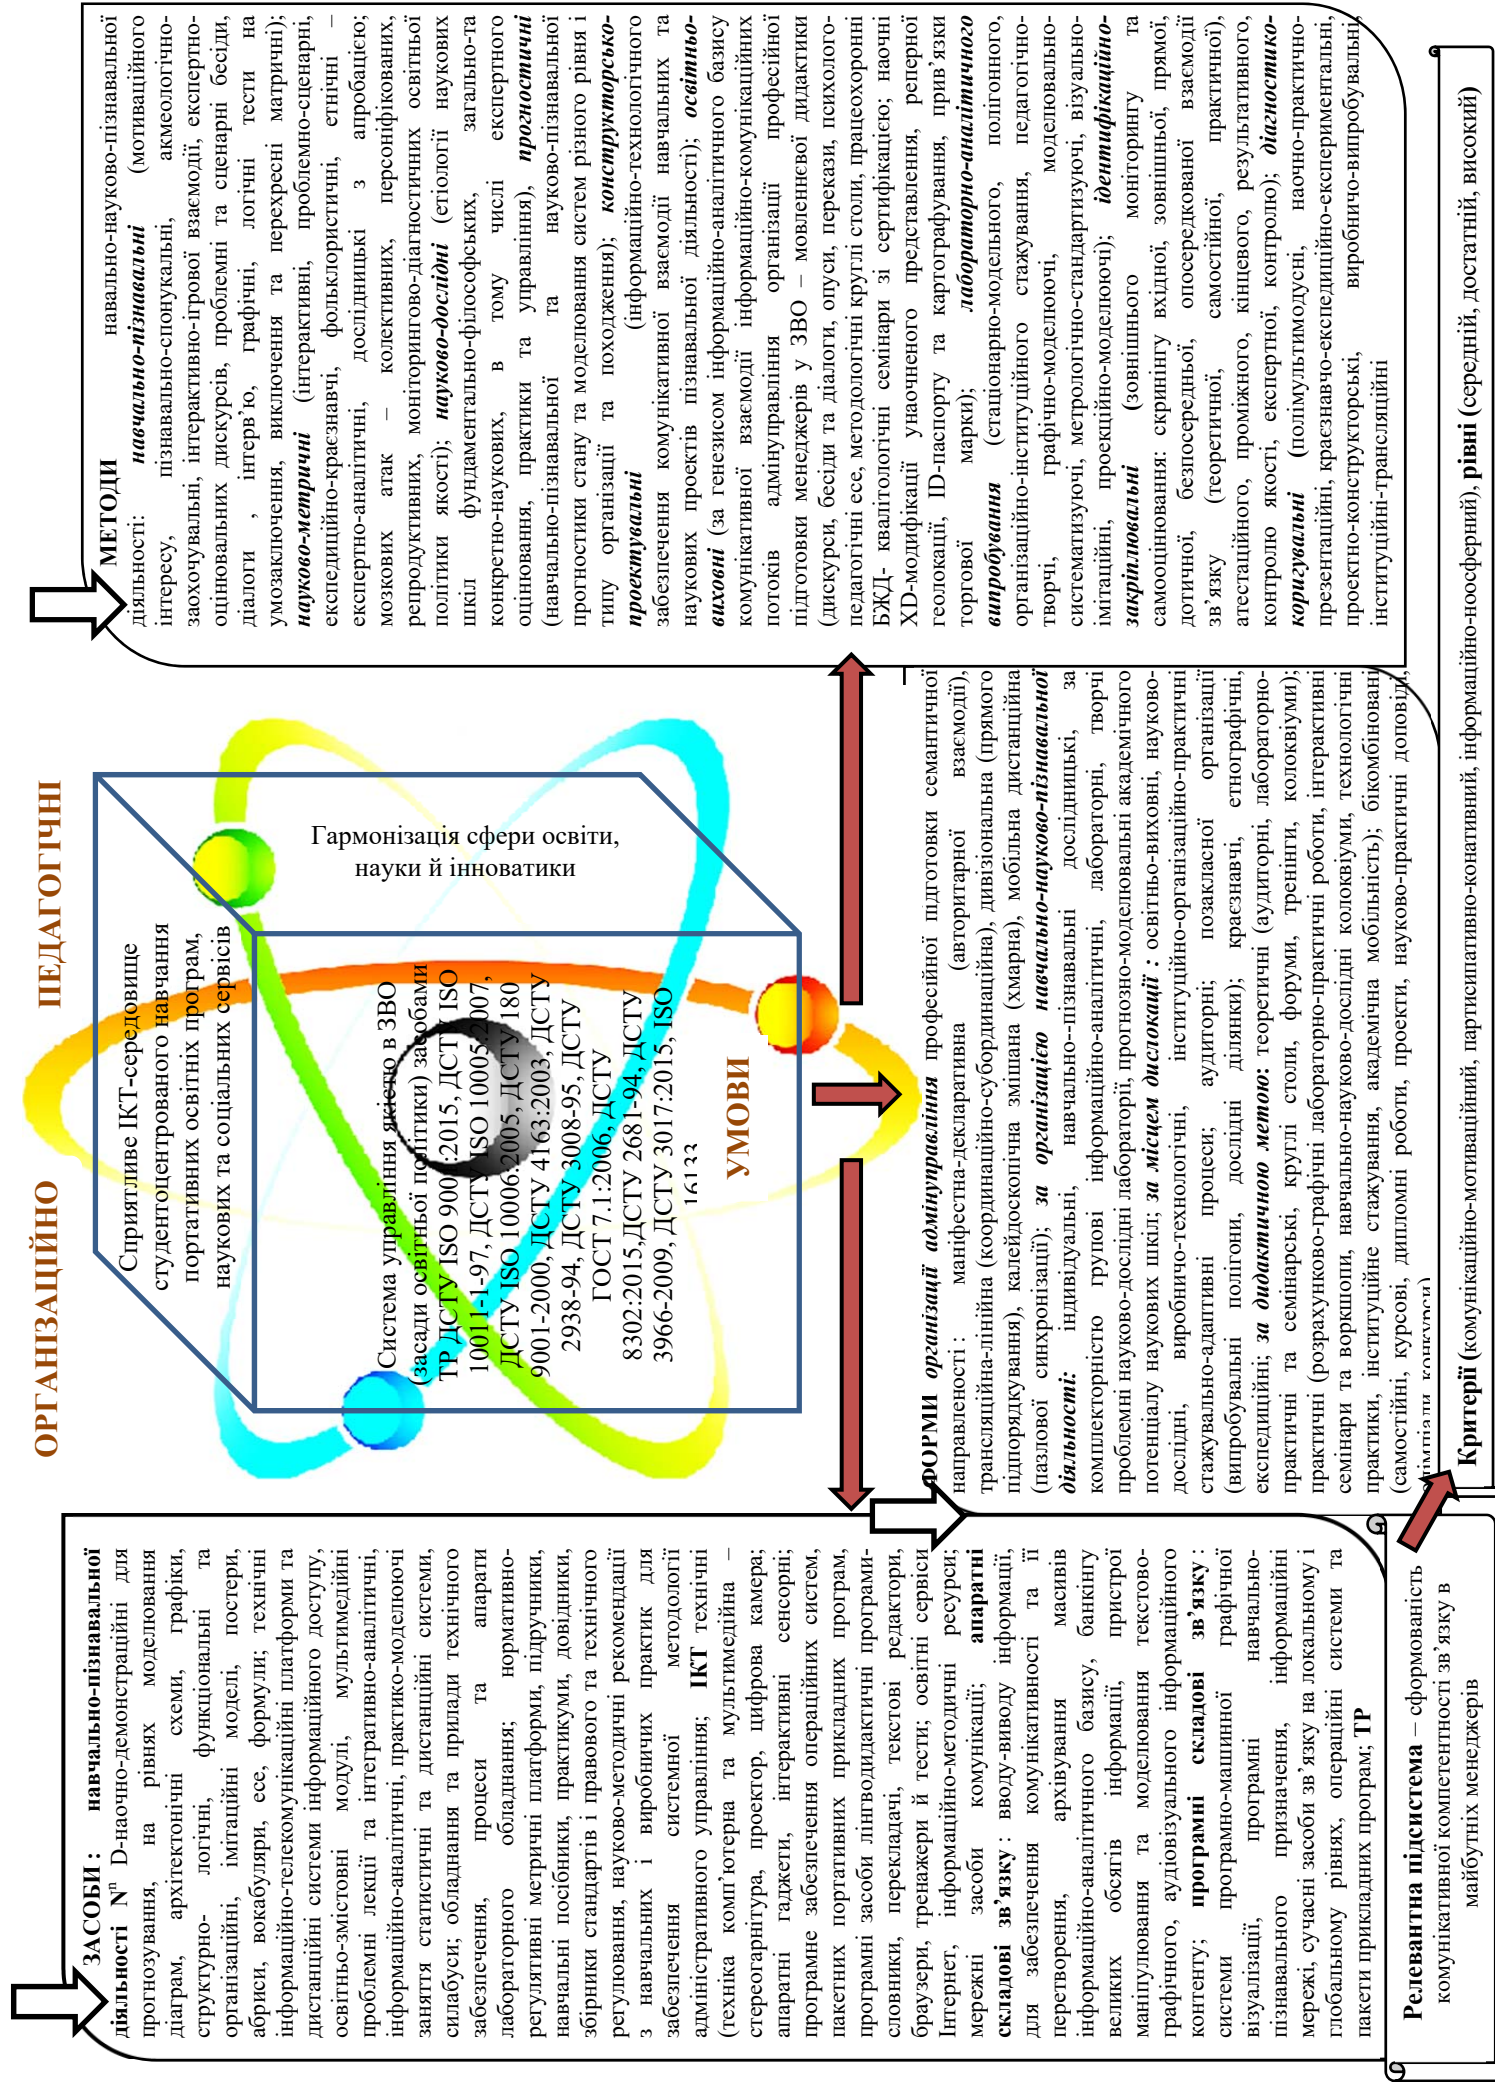 ОРГАНІЗАЦІЙНО ПЕДАГОГІЧНІ
УМОВИ
Сприятливе ІКТ-середовище
студентоцентрованого навчання
портативних освітніх програм,
наукових та соціальних сервісів
Гармонізація сфери освіти,
науки й інноватики
Система управління якістю в ЗВО
(засади освітньої політики) засобами
ТР ДСТУ ISO 9000:2015, ДСТУ ISO
10011-1-97, ДСТУ ISO 10005:2007,
ДСТУ ISO 10006:2005, ДСТУ 180
9001-2000, ДСТУ 4163:2003, ДСТУ
2938-94, ДСТУ 3008-95, ДСТУ
ГОСТ 7.1:2006, ДСТУ
8302:2015,ДСТУ 2681-94, ДСТУ
3966-2009, ДСТУ 3017:2015, ISO
16133
ЗАСОБИ : навчально-пізнавальної
діяльності Nⁿ D-наочно-демонстраційні для
прогнозування, на рівнях моделювання
діаграм, архітектонічні схеми, графіки,
структурно- логічні, функціональні та
організаційні, імітаційні моделі, постери,
абриси, вокабуляри, есе, формули; технічні
інформаційно-телекомунікаційні платформи та
дистанційні системи інформаційного доступу,
освітньо-змістовні модулі, мультимедійні
проблемні лекції та інтегративно-аналітичні,
інформаційно-аналітичні, практико-моделюючі
заняття статистичні та дистанційні системи,
силабуси; обладнання та прилади технічного
забезпечення, процеси та апарати
лабораторного обладнання; нормативно-
регулятивні метричні платформи, підручники,
навчальні посібники, практикуми, довідники,
збірники стандартів і правового та технічного
регулювання, науково-методичні рекомендації
з навчальних і виробничих практик для
забезпечення системної методології
адміністративного управління; ІКТ технічні
(техніка комп’ютерна та мультимедійна –
стереогарнітура, проектор, цифрова камера;
апаратні гаджети, інтерактивні сенсорні;
програмне забезпечення операційних систем,
пакетних портативних прикладних програм,
програмні засоби лінгводидактичні програми-
словники, перекладачі, текстові редактори,
браузери, тренажери й тести; освітні сервіси
Інтернет, інформаційно-методичні ресурси;
мережні засоби комунікації; апаратні
складові зв’язку : вводу-виводу інформації,
для забезпечення комунікативності та її
перетворення, архівування масивів
інформаційно-аналітичного базису, банкінгу
великих обсягів інформації, пристрої
маніпулювання та моделювання текстово-
графічного, аудіовізуального інформаційного
контенту; програмні складові зв’язку :
системи програмно-машинної графічної
візуалізації, програмні навчально-
пізнавального призначення, інформаційні
мережі, сучасні засоби зв’язку на локальному і
глобальному рівнях, операційні системи та
пакети прикладних програм; ТР
ФОРМИ організації адмінуправління професійної підготовки семантичної
направленості : маніфестна-декларативна (авторитарної взаємодії),
трансляційна-лінійна (координаційно-субординаційна), дивізіональна (прямого
підпорядкування), калейдоскопічна змішана (хмарна), мобільна дистанційна
(пазлової синхронізації); за організацією навчально-науково-пізнавальної
діяльності: індивідуальні, навчально--пізнавальні дослідницькі, за
комплекторністю групові інформаційно-аналітичні, лабораторні, творчі
проблемні науково-дослідні лабораторії, прогнозно-моделювальні академічного
потенціалу наукових шкіл; за місцем дислокації : освітньо-виховні, науково-
дослідні, виробничо-технологічні, інституційно-організаційно-практичні
стажувально-адаптивні процеси; аудиторні; позакласної організації
(випробувальні полігони, дослідні ділянки); краєзнавчі, етнографічні,
експедиційні; за дидактичною метою: теоретичні (аудиторні, лабораторно-
практичні та семінарські, круглі столи, форуми, тренінги, колоквіуми);
практичні (розрахунково-графічні лабораторно-практичні роботи, інтерактивні
семінари та воркшопи, навчально-науково-дослідні колоквіуми, технологічні
практики, інституційне стажування, академічна мобільність); бікомбіновані
(самостійні, курсові, дипломні роботи, проекти, науково-практичні доповіді,
олімпіади конкурси)
МЕТОДИ навчально-науково-пізнавальної
діяльності: навчально-пізнавальні (мотиваційного
інтересу, пізнавально-спонукальні, акмеологічно-
заохочувальні, інтерактивно-ігрової взаємодії, експертно-
оцінювальних дискурсів, проблемні та сценарні бесіди,
діалоги , інтерв’ю, графічні, логічні тести на
умозаключення, виключення та перехресні матричні);
науково-метричні (інтерактивні, проблемно-сценарні,
експедиційно-краєзнавчі, фольклористичні, етнічні –
експертно-аналітичні, дослідницькі з апробацією;
мозкових атак – колективних, персоніфікованих,
репродуктивних, моніторингово-діагностичних освітньої
політики якості); науково-дослідні (етіології наукових
шкіл фундаментально-філософських, загально-та
конкретно-наукових, в тому числі експертного
оцінювання, практики та управління), прогностичні
(навчально-пізнавальної та науково-пізнавальної
прогностики стану та моделювання систем різного рівня і
типу організації та походження); конструкторсько-
проектувальні (інформаційно-технологічного
забезпечення комунікативної взаємодії навчальних та
наукових проектів пізнавальної діяльності); освітньо-
виховні (за генезисом інформаційно-аналітичного базису
комунікативної взаємодії інформаційно-комунікаційних
потоків адмінуправління організації професійної
підготовки менеджерів у ЗВО – мовленнєвої дидактики
(дискурси, бесіди та діалоги, опуси, перекази, психолого-
педагогічні есе, методологічні круглі столи, працеохоронні
БЖД- кваліtологічні семінари зі сертифікацією; наочні
XD-модифікації унаочненого представлення, реперної
геолокації, ID-паспорту та картографування, прив’язки
торгової марки); лабораторно-аналітичного
випробування (стаціонарно-модельного, полігонного,
організаційно-інституційного стажування, педагогічно-
творчі, графічно-моделюючі, моделювально-
систематизуючі, метрологічно-стандартизуючі, візуально-
імітаційні, проекційно-моделюючі); ідентифікаційно-
закріплювальні (зовнішнього моніторингу та
самооцінювання: скринінгу вхідної, зовнішньої, прямої,
дотичної, безпосередньої, опосередкованої взаємодії
зв’язку (теоретичної, самостійної, практичної),
атестаційного, проміжного, кінцевого, результативного,
контролю якості, експертної, контролю); діагностико-
коригувальні (полімультимодусні, наочно-практично-
презентаційні, краєзнавчо-експедиційно-експериментальні,
проектно-конструкторські, виробничо-випробувальні,
інституційні-трансляційні
Релевантна підсистема – сформованість
комунікативної компетентності зв’язку в
майбутніх менеджерів
Критерії (комунікаційно-мотиваційний, партисипативно-конативний, інформаційно-ноосферний), рівні (середній, достатній, високий)